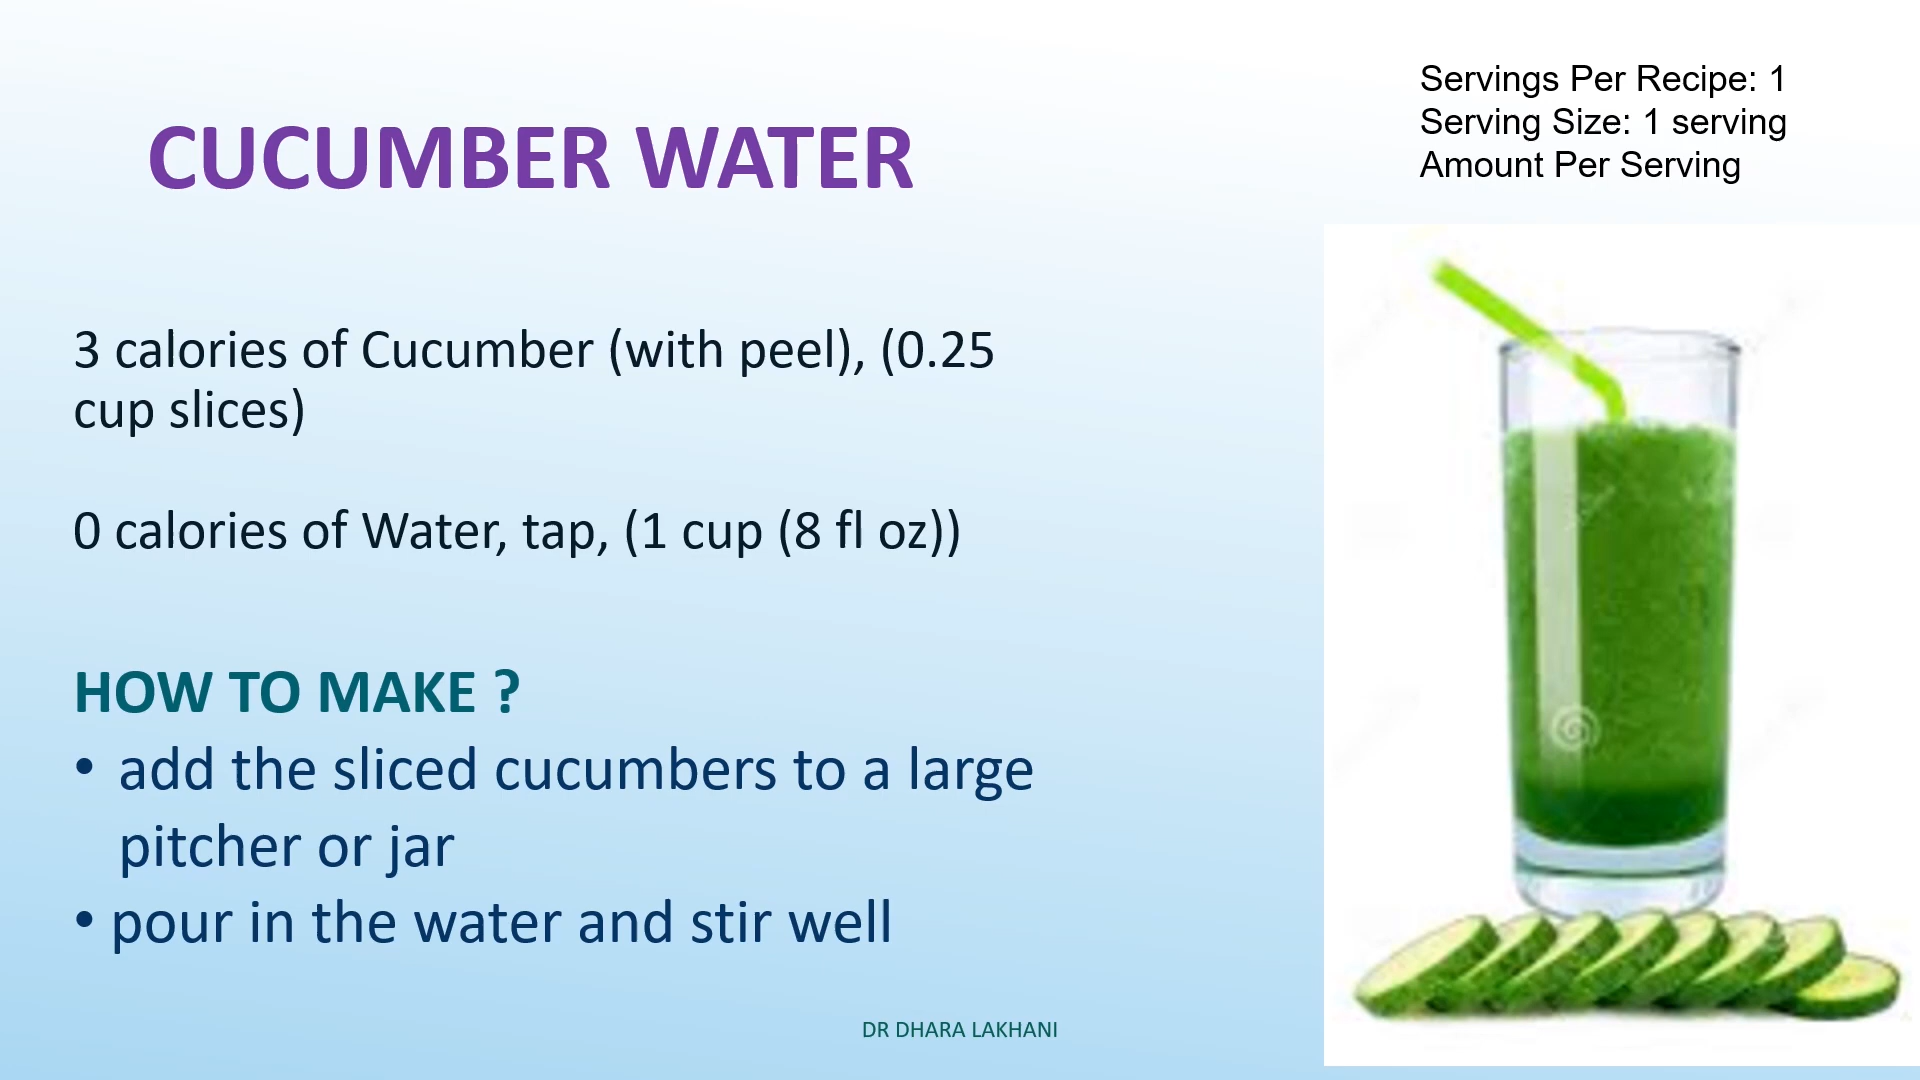 CUCUMBER WATER
Servings Per Recipe: 1
Serving Size: 1 serving
Amount Per Serving
3 calories of Cucumber (with peel), (0.25
cup slices)
0 calories of Water, tap, (1 cup (8 fl oz))
HOW TO MAKE ?
• add the sliced cucumbers to a large
pitcher or jar
• pour in the water and stir well
DR DHARA LAKHANI